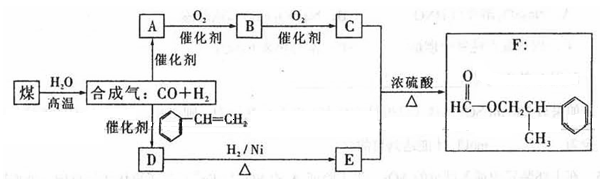 A O₂ 催化剂 B O₂ 催化剂 C
催化剂
煤 H₂O 高温 合成气：CO＋H₂
催化剂 CH＝CH₂
D H₂/Ni △ E
浓硫酸 △
F:
O
HC—OCH₂CH
CH₃